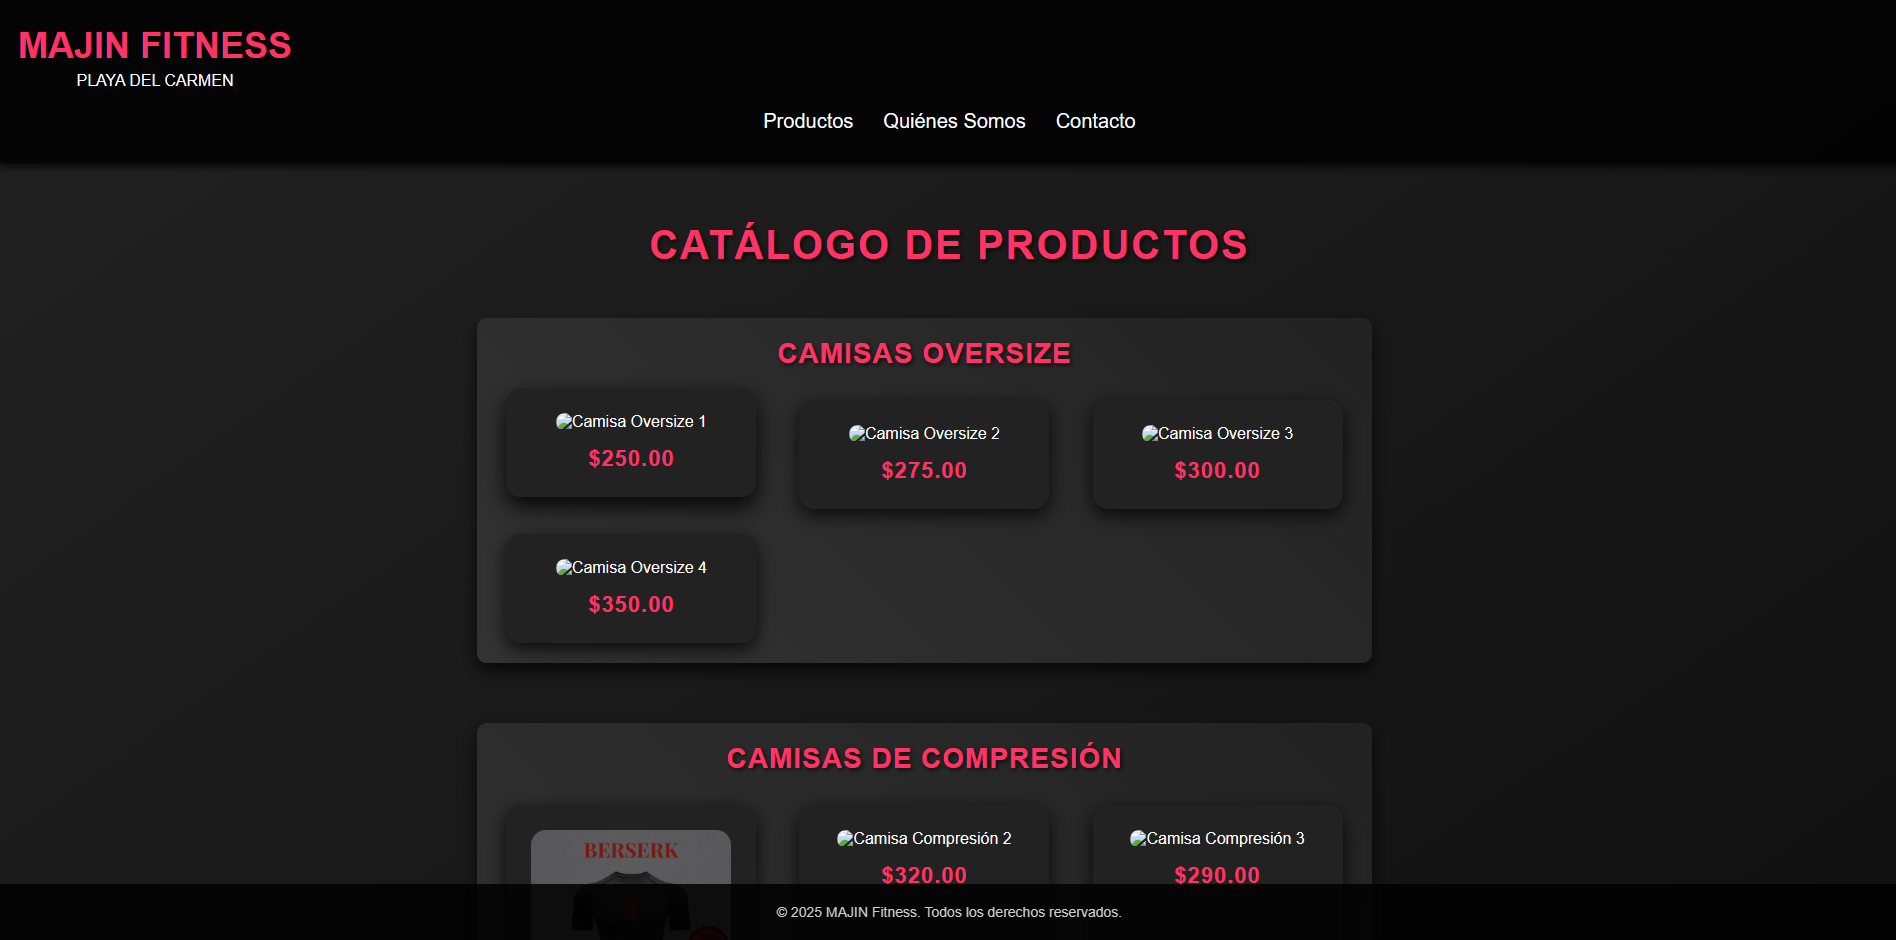 MAJIN FITNESS
PLAYA DEL CARMEN
Productos Quiénes Somos Contacto
CATÁLOGO DE PRODUCTOS
CAMISAS OVERSIZE
Camisa Oversize 1
$250.00
Camisa Oversize 2
$275.00
Camisa Oversize 3
$300.00
Camisa Oversize 4
$350.00
CAMISAS DE COMPRESIÓN
BERSERK
Camisa Compresión 2
$320.00
Camisa Compresión 3
$290.00
© 2025 MAJIN Fitness. Todos los derechos reservados.